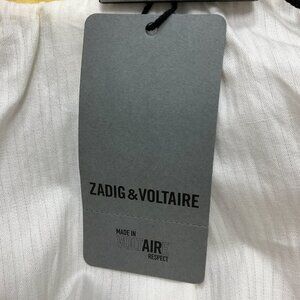 ZADIG & VOLTAIRE
MADE IN
VOLTAIRE
RESPECT